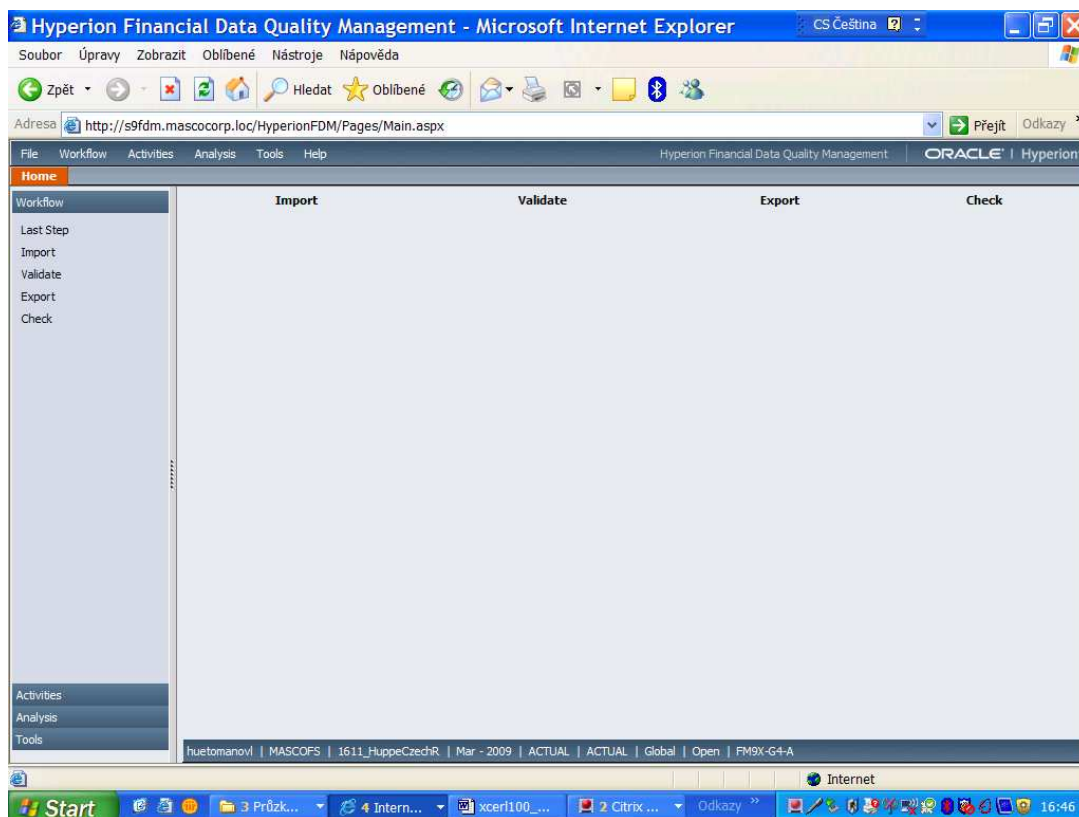 Hyperion Financial Data Quality Management - Microsoft Internet Explorer CS Čeština
Soubor Úpravy Zobrazit Oblíbené Nástroje Nápověda
Zpět Hledat Oblíbené
Adresa http://s9fdm.mascocorp.loc/HyperionFDM/Pages/Main.aspx Přejít Odkazy
File Workflow Activities Analysis Tools Help Hyperion Financial Data Quality Management ORACLE | Hyperion
Home
Workflow Import Validate Export Check
Last Step
Import
Validate
Export
Check
Activities
Analysis
Tools
huetomanovl | MASCOFS | 1611_HuppeCzechR | Mar - 2009 | ACTUAL | ACTUAL | Global | Open | FM9X-G4-A
Internet
Start 3 Průzk... 4 Intern... xcerl100_... 2 Citrix ... Odkazy 16:46